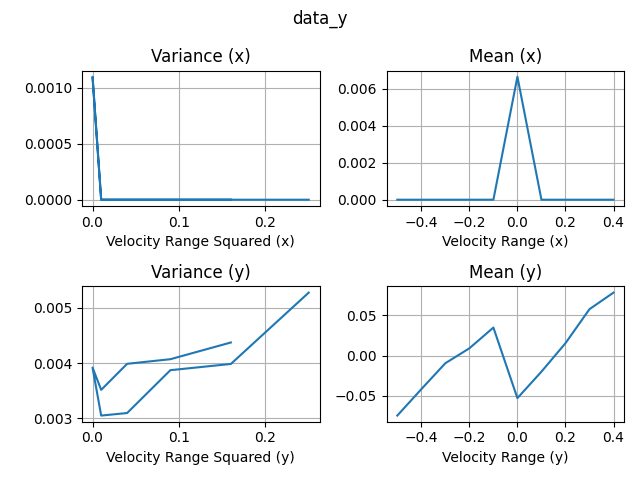 data_y
Variance (x)
0.0010
0.0005
0.0000
0.0 0.1 0.2
Velocity Range Squared (x)
Mean (x)
0.006
0.004
0.002
0.000
−0.4 −0.2 0.0 0.2 0.4
Velocity Range (x)
Variance (y)
0.005
0.004
0.003
0.0 0.1 0.2
Velocity Range Squared (y)
Mean (y)
0.05
0.00
−0.05
−0.4 −0.2 0.0 0.2 0.4
Velocity Range (y)